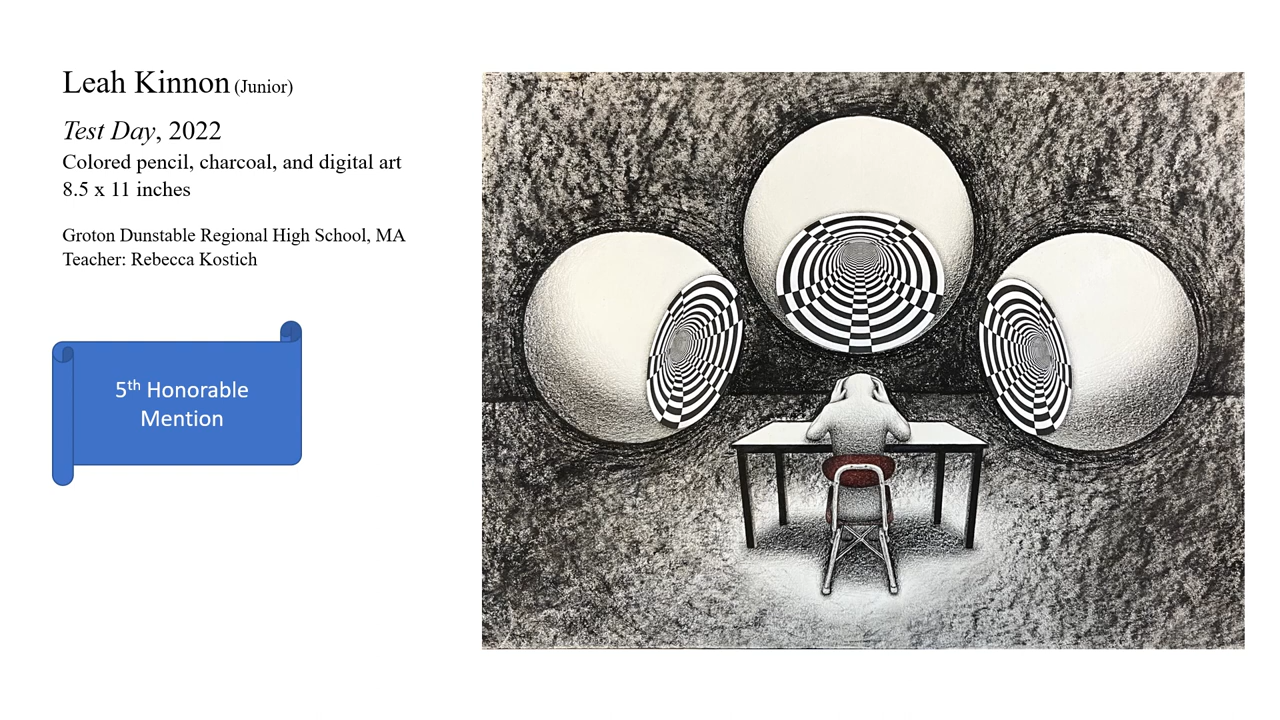 Leah Kinnon (Junior)
Test Day, 2022
Colored pencil, charcoal, and digital art
8.5 x 11 inches
Groton Dunstable Regional High School, MA
Teacher: Rebecca Kostich
5th Honorable
Mention